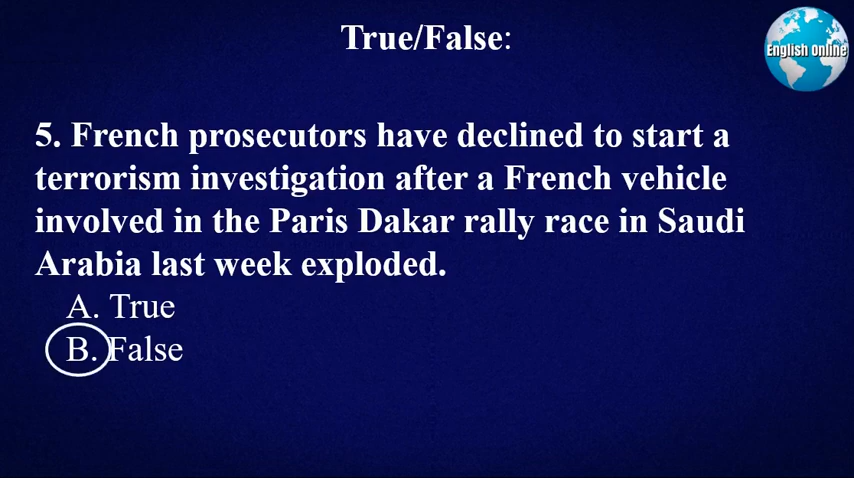 True/False:
English Online
5. French prosecutors have declined to start a
terrorism investigation after a French vehicle
involved in the Paris Dakar rally race in Saudi
Arabia last week exploded.
A. True
B. False